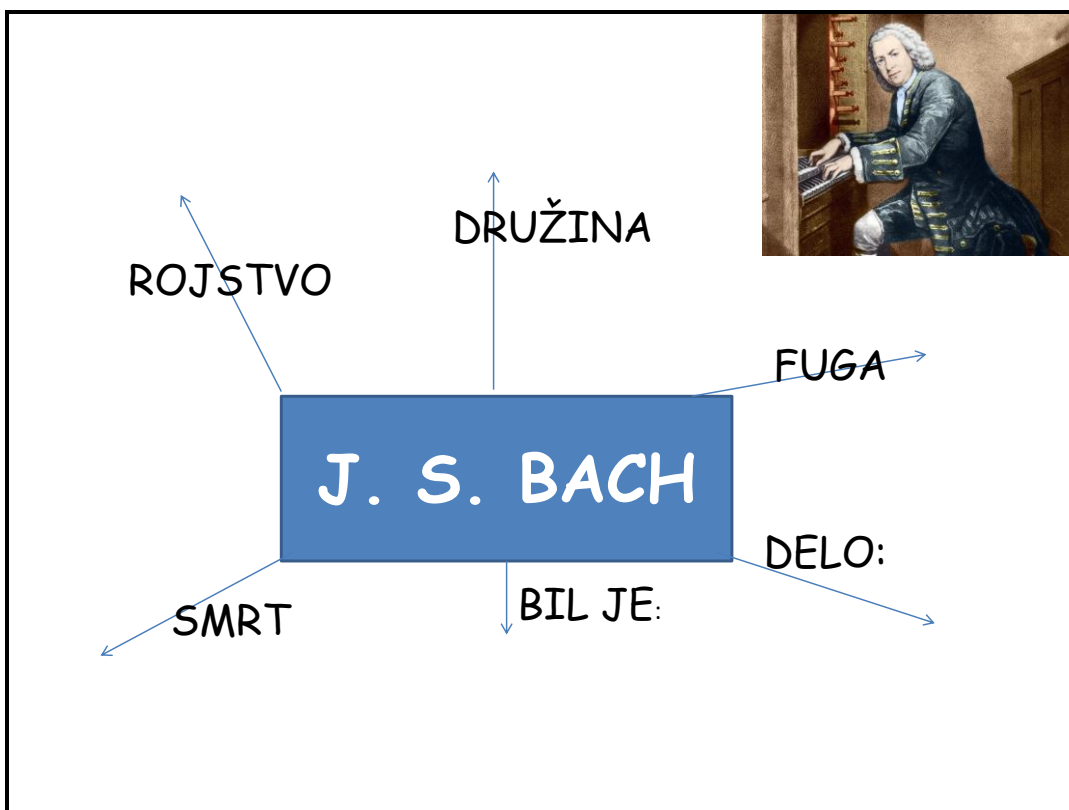 DRUŽINA
ROJSTVO
FUGA
J. S. BACH
DELO:
BIL JE:
SMRT